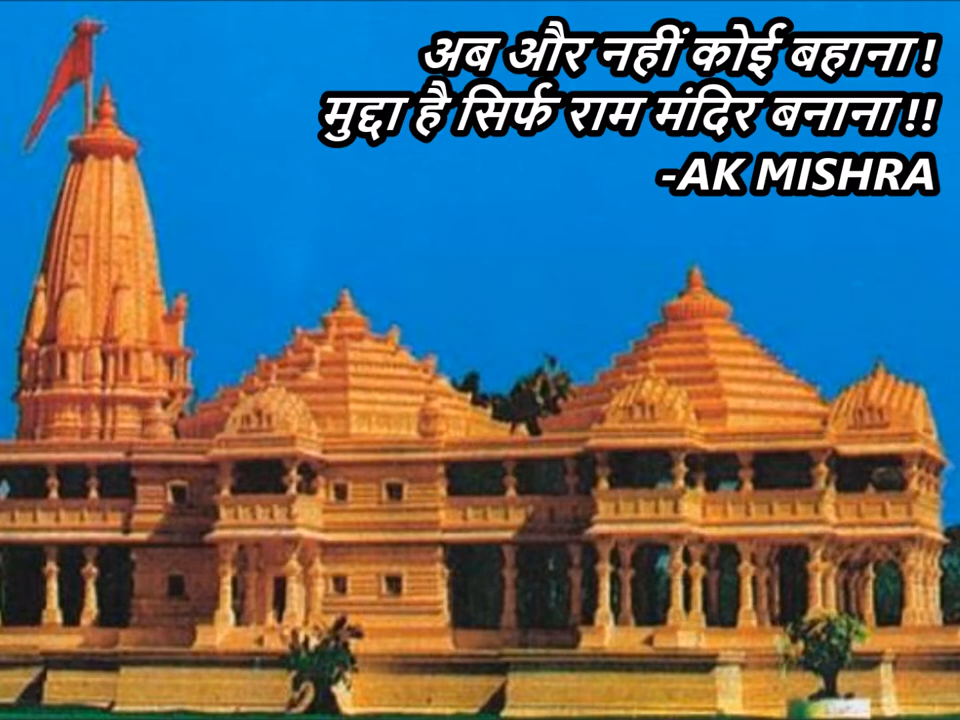 अब और नहीं कोई बहाना !
मुद्दा है सिर्फ राम मंदिर बनाना !!
-AK MISHRA